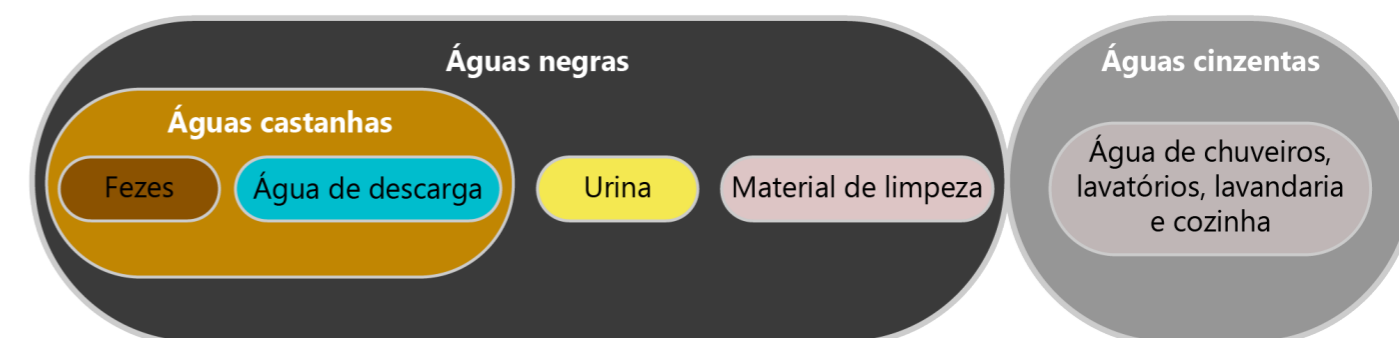 Águas negras
Águas castanhas
Fezes
Água de descarga
Urina
Material de limpeza
Águas cinzentas
Água de chuveiros,
lavatórios, lavandaria
e cozinha